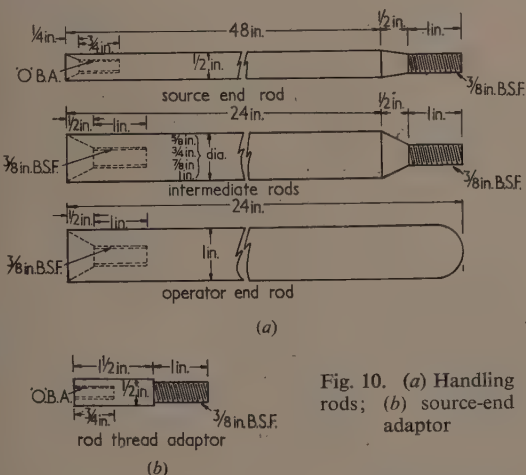 1/4in. 3/4in. 48in. 1/2in. 1in.
'O'B.A. 1/2in. 3/8in.B.S.F.
source end rod
1/2in. 1in. 24in. 1/2in. 1in.
3/8in.B.S.F. 5/8in. 3/4in. 7/8in. 1in. } dia. 3/8in.B.S.F.
intermediate rods
1/2in. 1in. 24in.
3/8in.B.S.F. 1in.
operator end rod
(a)
1 1/2in. 1in.
'O'B.A. 1/2in. 3/4in. 3/8in.B.S.F.
rod thread adaptor
(b)
Fig. 10. (a) Handling
rods; (b) source-end
adaptor